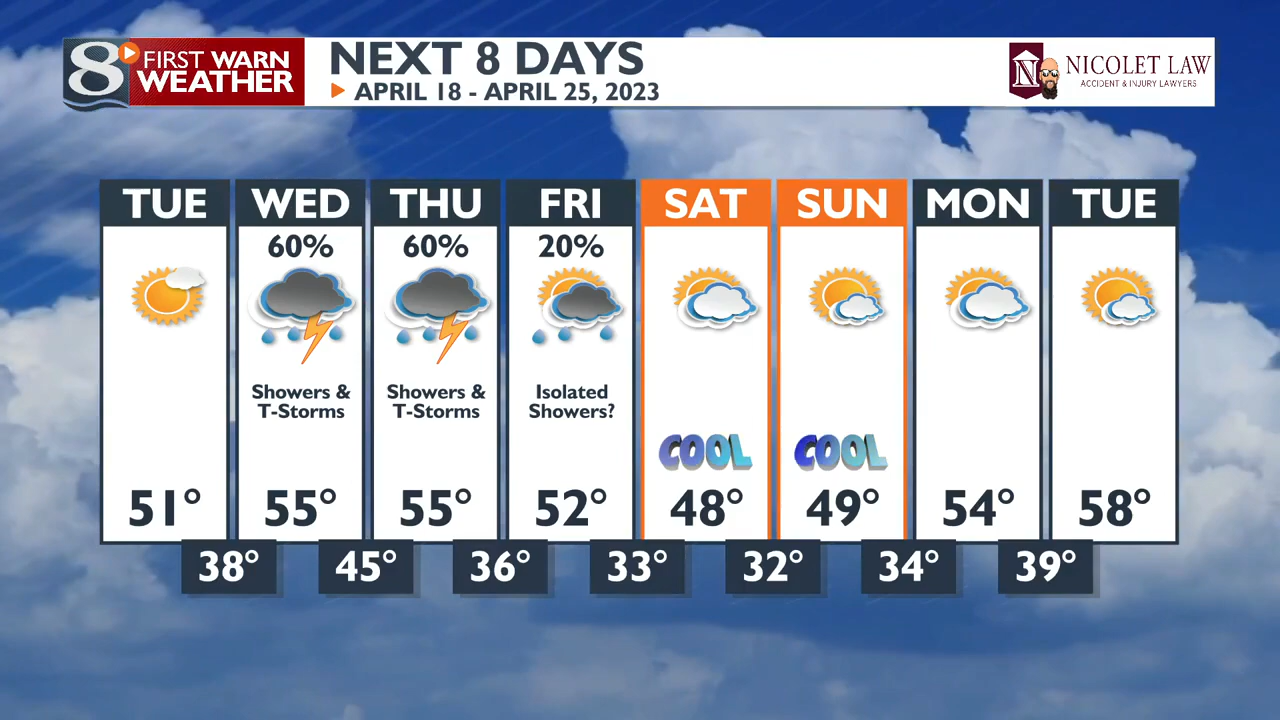 8 FIRST WARN
WEATHER
NEXT 8 DAYS
APRIL 18 - APRIL 25, 2023
N NICOLET LAW
ACCIDENT & INJURY LAWYERS
TUE WED THU FRI SAT SUN MON TUE
60% 60% 20%
Showers & Showers & Isolated
T-Storms T-Storms Showers?
COOL COOL
51° 55° 55° 52° 48° 49° 54° 58°
38° 45° 36° 33° 32° 34° 39°